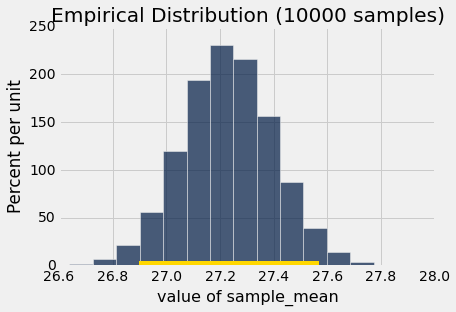 Empirical Distribution (10000 samples)
250
200
150
100
50
0
Percent per unit
26.6 26.8 27.0 27.2 27.4 27.6 27.8 28.0
value of sample_mean